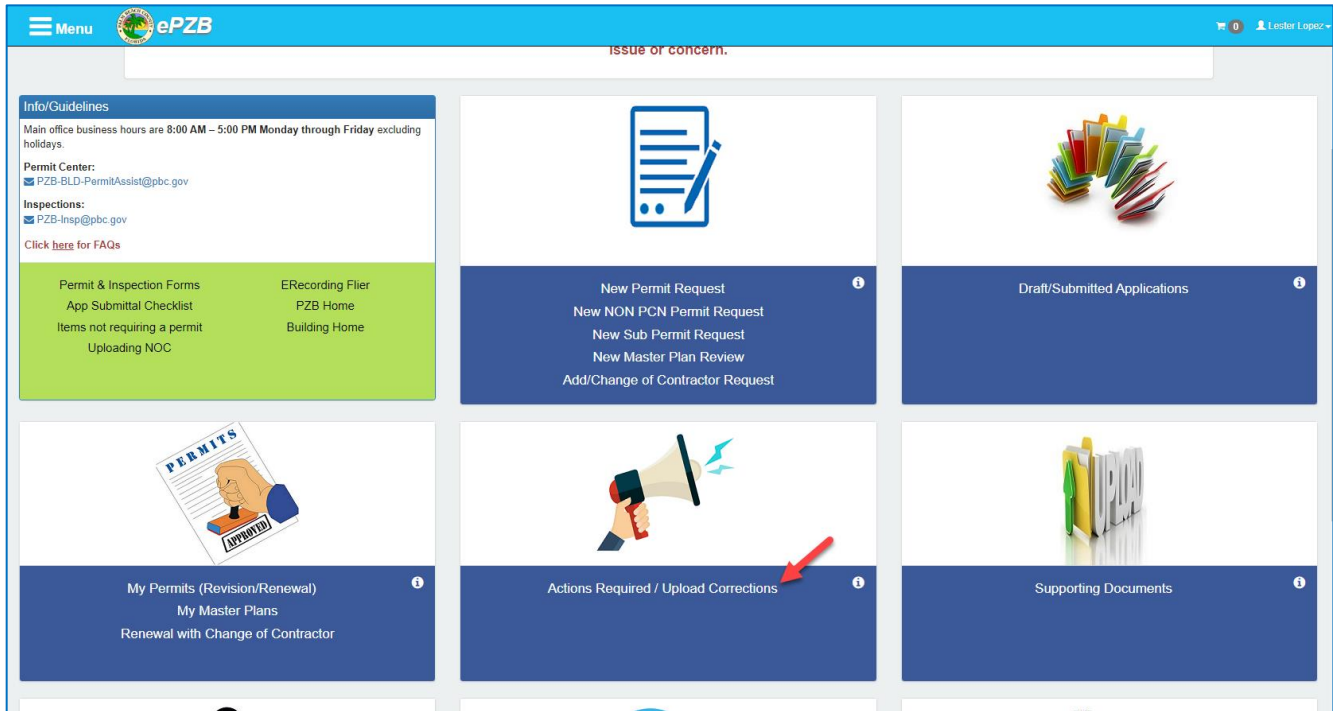 Menu
ePZB
0
Lester Lopez
issue or concern.
Info/Guidelines
Main office business hours are 8:00 AM – 5:00 PM Monday through Friday excluding
holidays.
Permit Center:
PZB-BLD-PermitAssist@pbc.gov
Inspections:
PZB-Insp@pbc.gov
Click here for FAQs
Permit & Inspection Forms
ERecording Flier
App Submittal Checklist
PZB Home
Items not requiring a permit
Building Home
Uploading NOC
New Permit Request
New NON PCN Permit Request
New Sub Permit Request
New Master Plan Review
Add/Change of Contractor Request
Draft/Submitted Applications
PERMITS
APPROVED
My Permits (Revision/Renewal)
My Master Plans
Renewal with Change of Contractor
Actions Required / Upload Corrections
UPLOAD
Supporting Documents